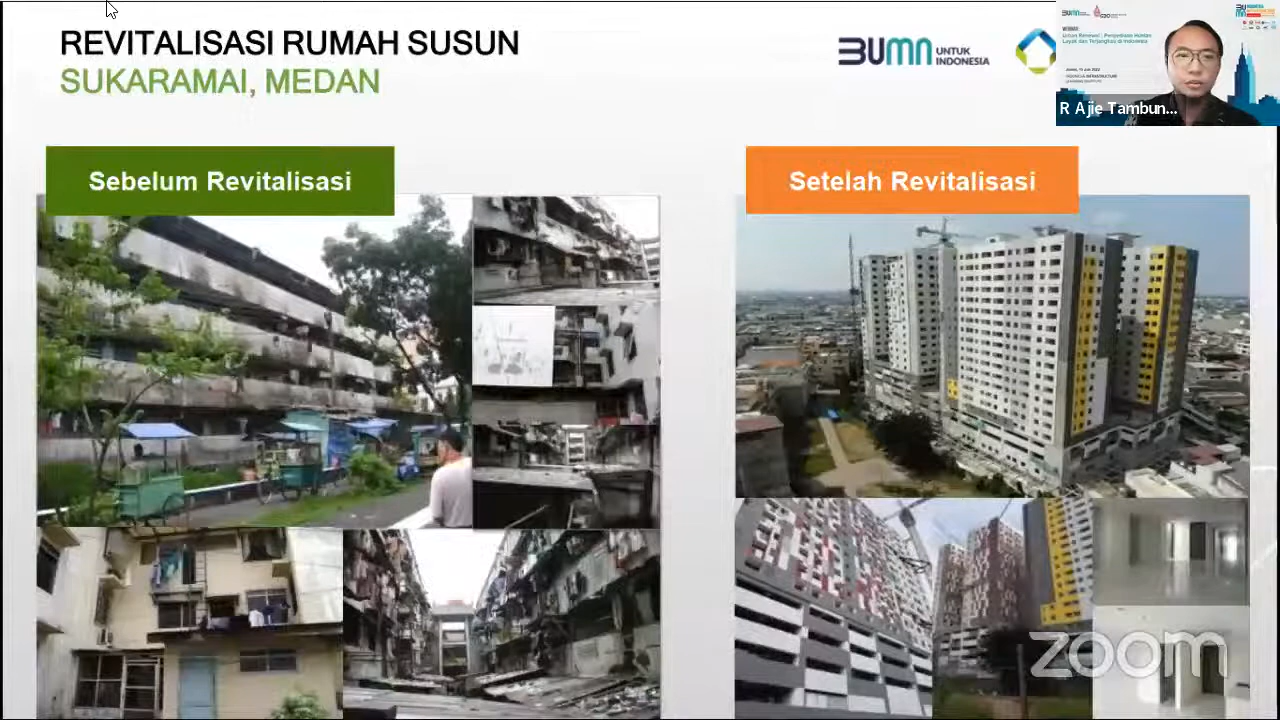 REVITALISASI RUMAH SUSUN
SUKARAMAI, MEDAN
BUMN UNTUK
INDONESIA
R Ajie Tambun...
Sebelum Revitalisasi
Setelah Revitalisasi
zoom